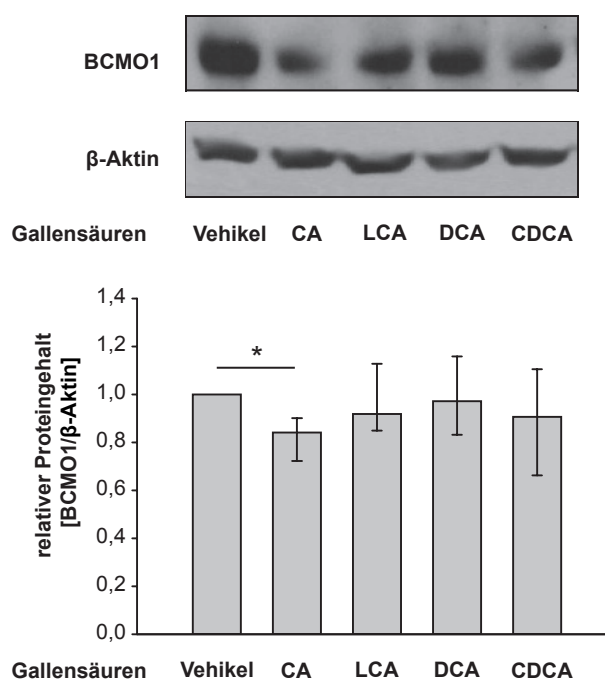 BCMO1
β-Aktin
Gallensäuren Vehikel CA LCA DCA CDCA
relativer Proteingehalt
[BCMO1/β-Aktin]
1,4
1,2
1,0
0,8
0,6
0,4
0,2
0,0
*
Gallensäuren Vehikel CA LCA DCA CDCA